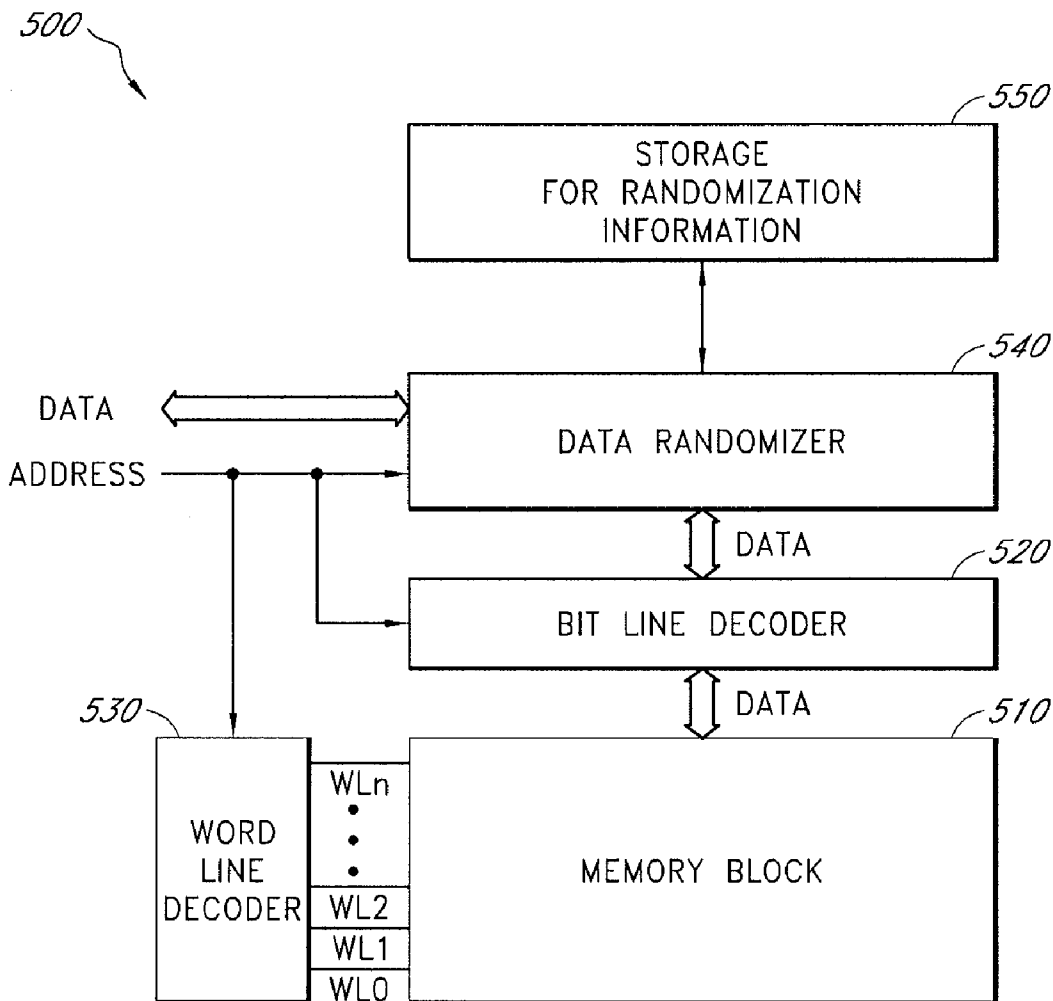 500
550
STORAGE
FOR RANDOMIZATION
INFORMATION
540
DATA
DATA RANDOMIZER
ADDRESS
DATA
520
BIT LINE DECODER
530
DATA
510
WLn
WORD
LINE
DECODER
MEMORY BLOCK
WL2
WL1
WL0